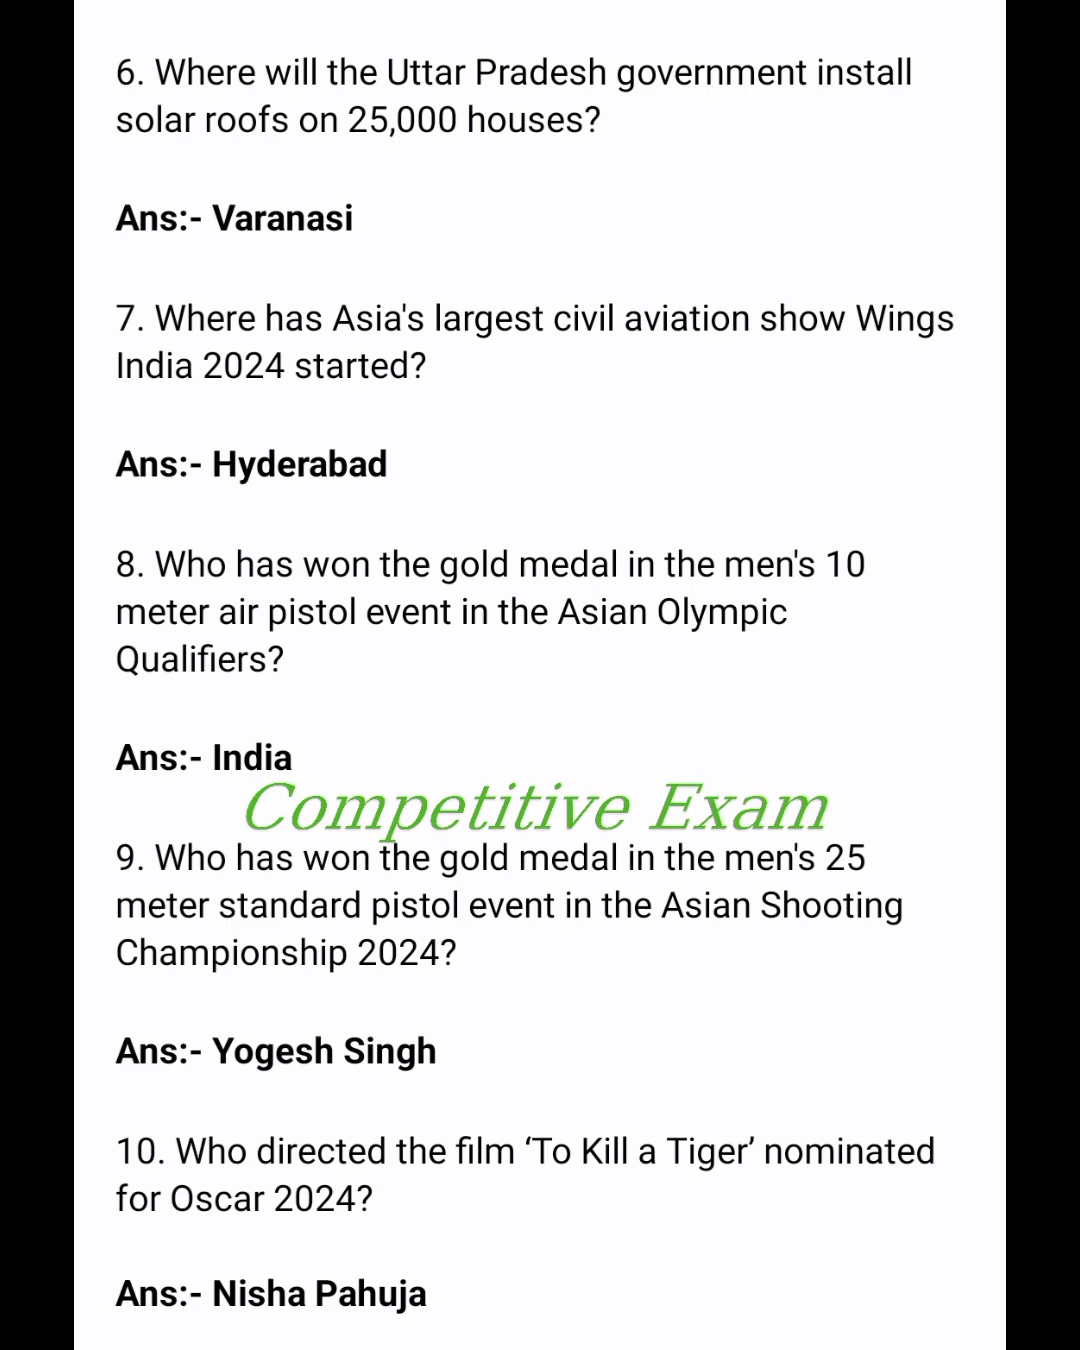 6. Where will the Uttar Pradesh government install
solar roofs on 25,000 houses?
Ans:- Varanasi
7. Where has Asia's largest civil aviation show Wings
India 2024 started?
Ans:- Hyderabad
8. Who has won the gold medal in the men's 10
meter air pistol event in the Asian Olympic
Qualifiers?
Ans:- India
Competitive Exam
9. Who has won the gold medal in the men's 25
meter standard pistol event in the Asian Shooting
Championship 2024?
Ans:- Yogesh Singh
10. Who directed the film ‘To Kill a Tiger’ nominated
for Oscar 2024?
Ans:- Nisha Pahuja